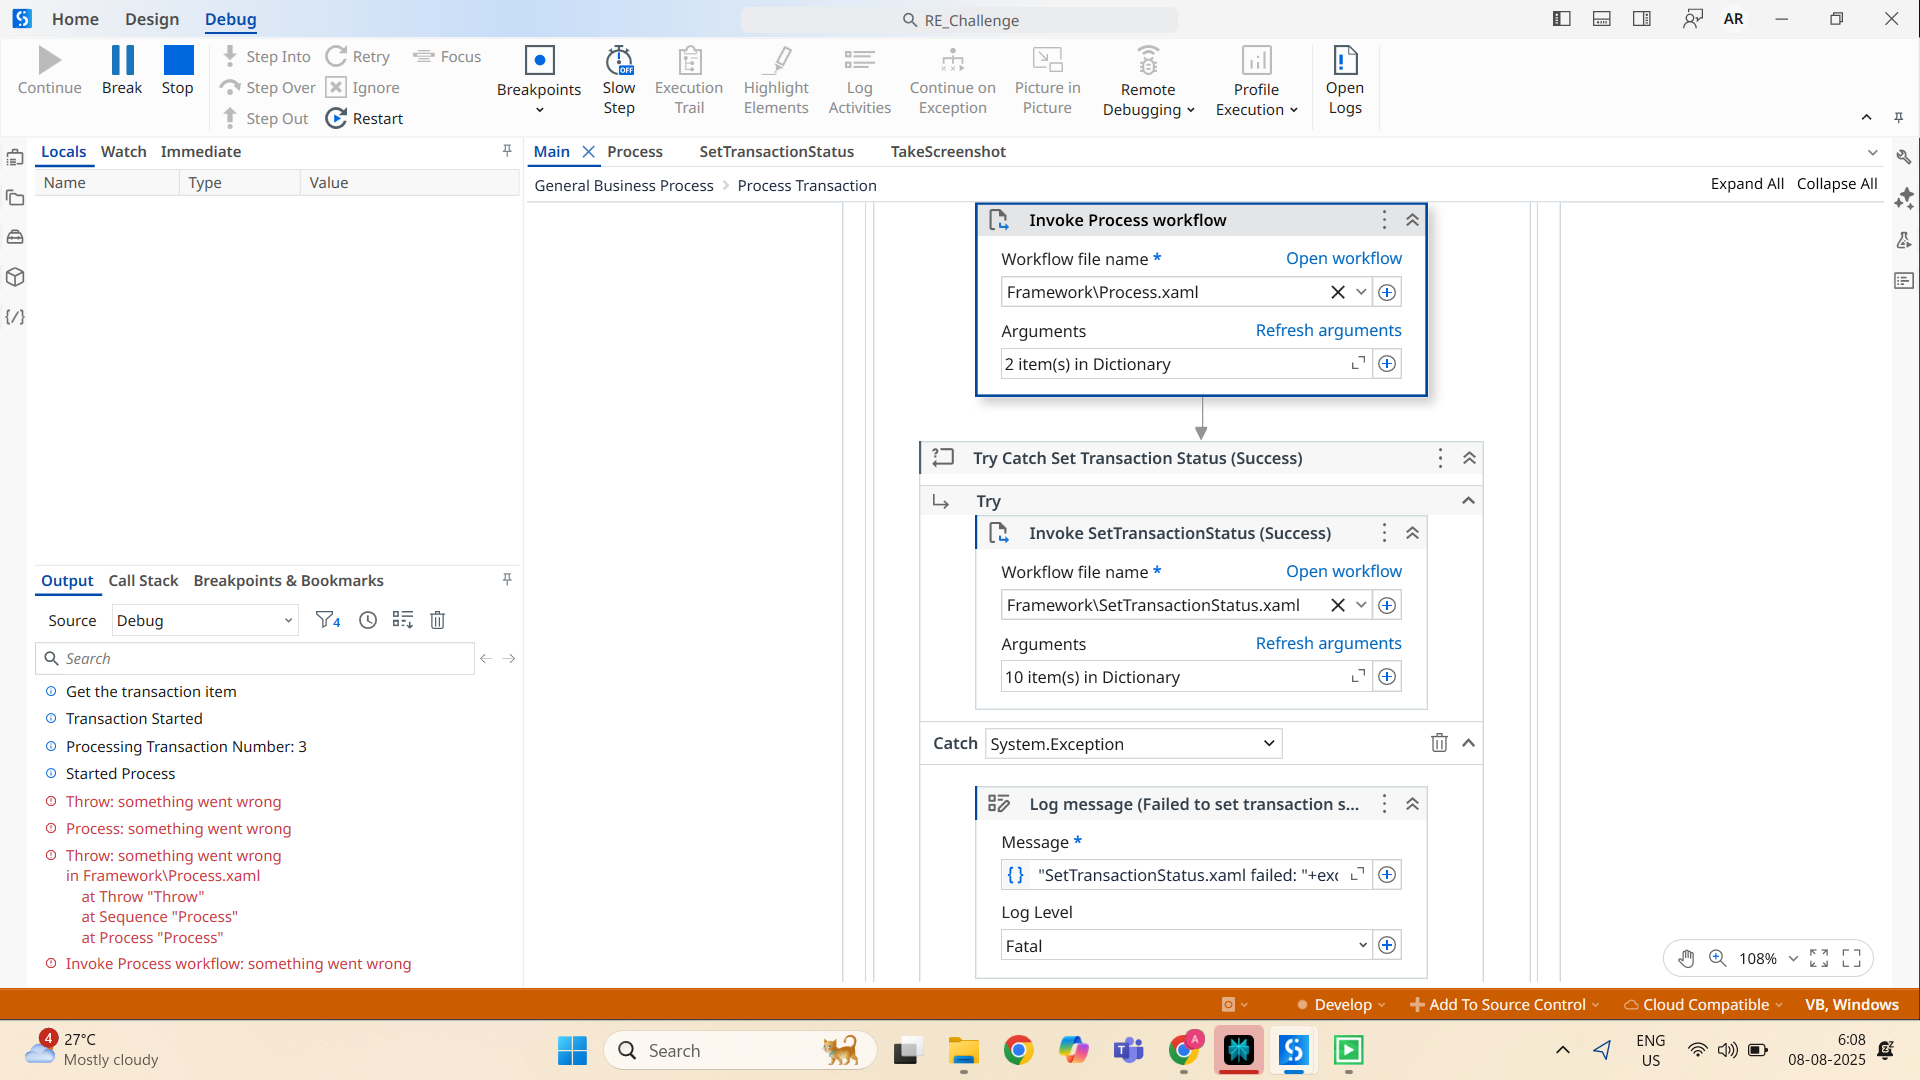 Home
Design
Debug
RE_Challenge
AR
Continue
Break
Stop
Step Into
Step Over
Step Out
Retry
Ignore
Restart
Focus
Breakpoints
Slow
Step
OFF
Execution
Trail
Highlight
Elements
Log
Activities
Continue on
Exception
Picture in
Picture
Remote
Debugging
Profile
Execution
Open
Logs
Locals
Watch
Immediate
Name
Type
Value
Main
Process
SetTransactionStatus
TakeScreenshot
General Business Process
Process Transaction
Expand All
Collapse All
Invoke Process workflow
Workflow file name *
Open workflow
Framework\Process.xaml
Arguments
Refresh arguments
2 item(s) in Dictionary
Try Catch Set Transaction Status (Success)
Try
Invoke SetTransactionStatus (Success)
Workflow file name *
Open workflow
Framework\SetTransactionStatus.xaml
Arguments
Refresh arguments
10 item(s) in Dictionary
Catch
System.Exception
Log message (Failed to set transaction s...
Message *
{} "SetTransactionStatus.xaml failed: "+exc
Log Level
Fatal
108%
Output
Call Stack
Breakpoints & Bookmarks
Source
Debug
4
Search
Get the transaction item
Transaction Started
Processing Transaction Number: 3
Started Process
Throw: something went wrong
Process: something went wrong
Throw: something went wrong
in Framework\Process.xaml
at Throw "Throw"
at Sequence "Process"
at Process "Process"
Invoke Process workflow: something went wrong
Develop
Add To Source Control
Cloud Compatible
VB, Windows
4
27°C
Mostly cloudy
Search
A
ENG
US
6:08
08-08-2025